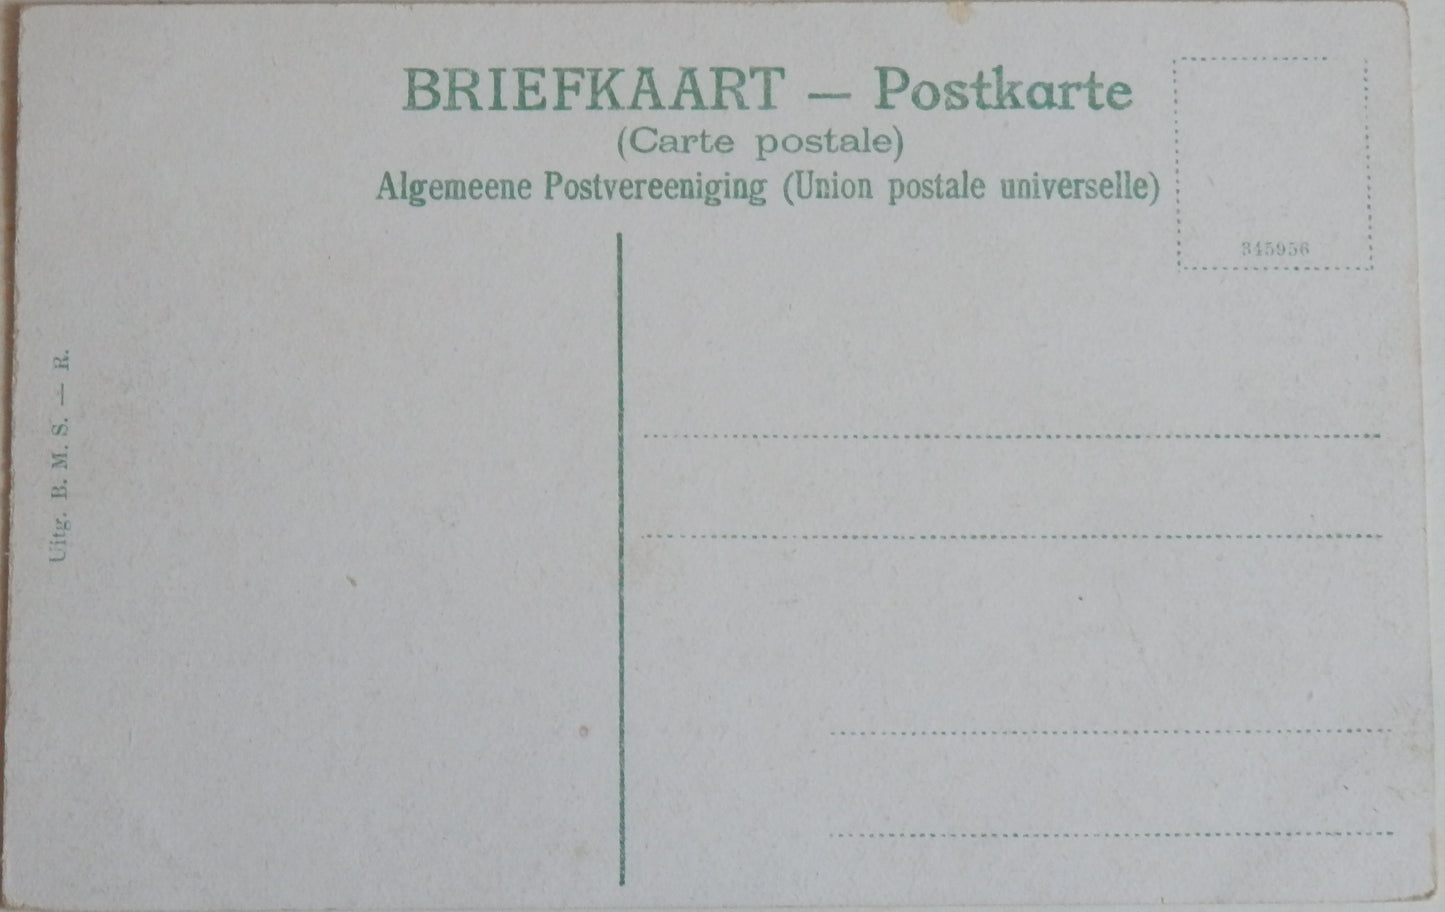 BRIEFKAART — Postkarte
(Carte postale)
Algemeene Postvereeniging (Union postale universelle)
345956
Uitg. B. M. S. — R.